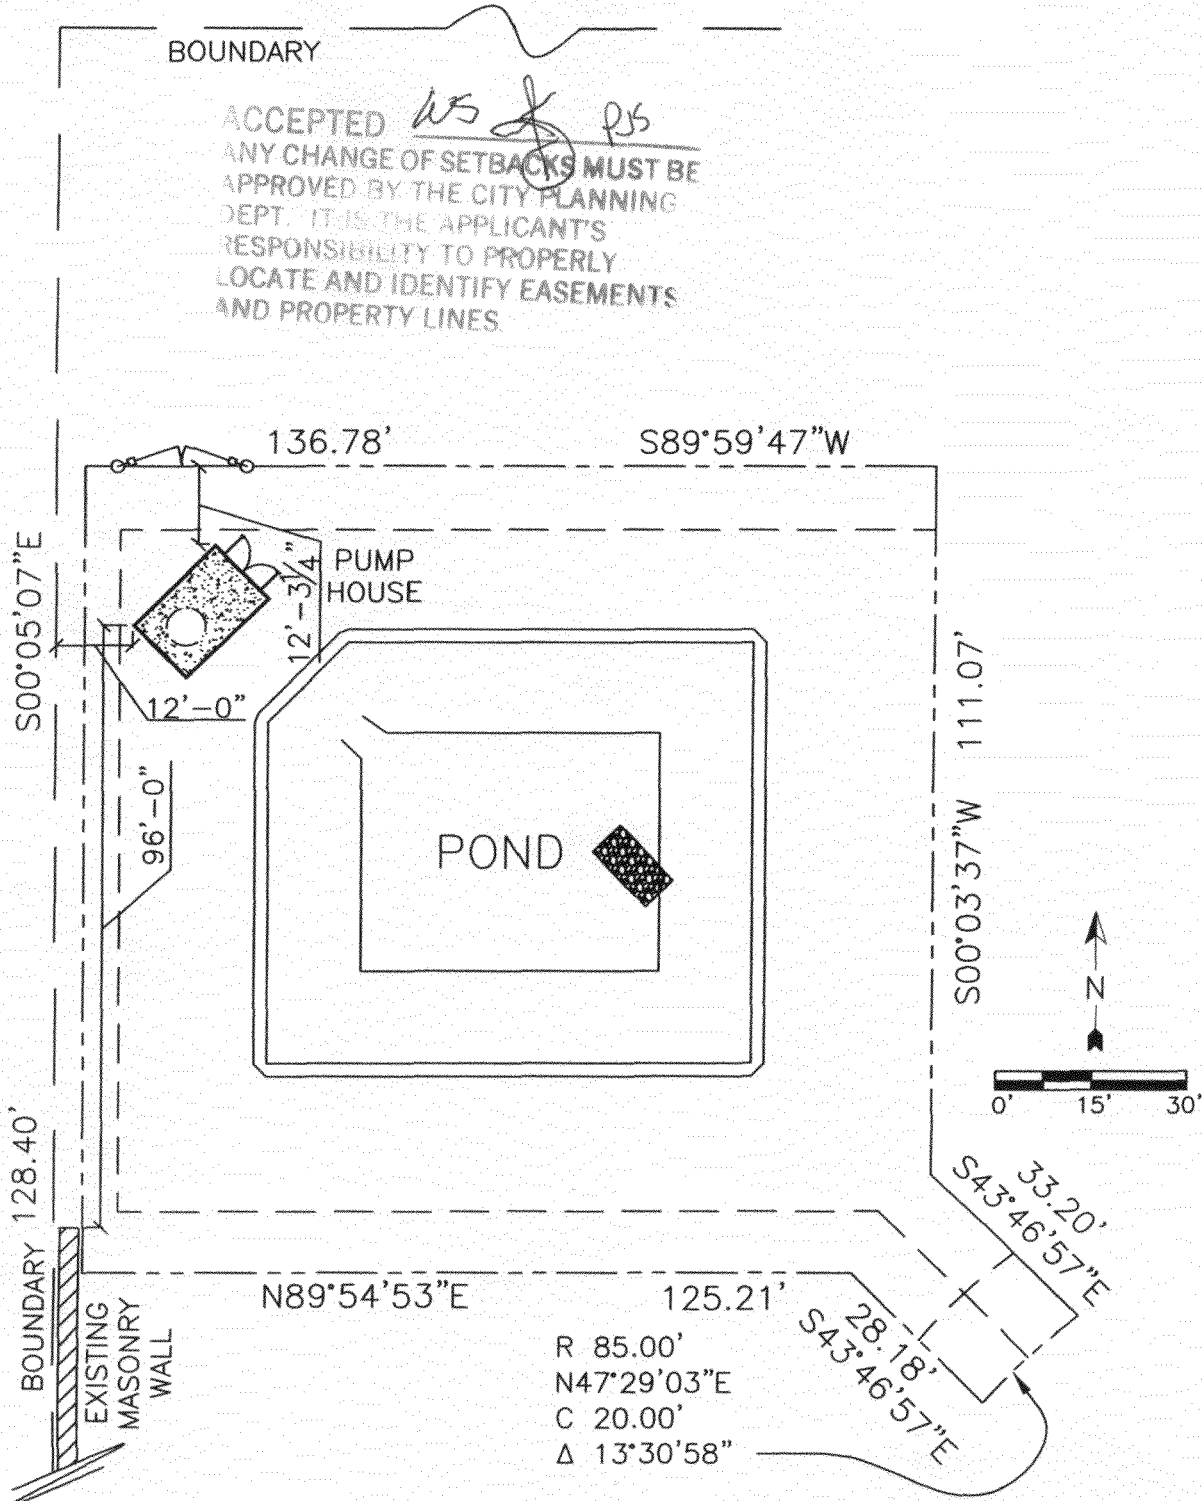 BOUNDARY
ACCEPTED WS PJS
ANY CHANGE OF SETBACKS MUST BE
APPROVED BY THE CITY PLANNING
DEPT. IT IS THE APPLICANT'S
RESPONSIBILITY TO PROPERLY
LOCATE AND IDENTIFY EASEMENTS
AND PROPERTY LINES.
136.78'
S89°59'47"W
S00°05'07"E
PUMP
HOUSE
12'-3 1/4"
12'-0"
96'-0"
POND
111.07'
S00°03'37"W
N
0' 15' 30'
128.40'
BOUNDARY
EXISTING
MASONRY
WALL
N89°54'53"E
125.21'
33.20'
S43°46'57"E
28.18'
S43°46'57"E
R 85.00'
N47°29'03"E
C 20.00'
Δ 13°30'58"